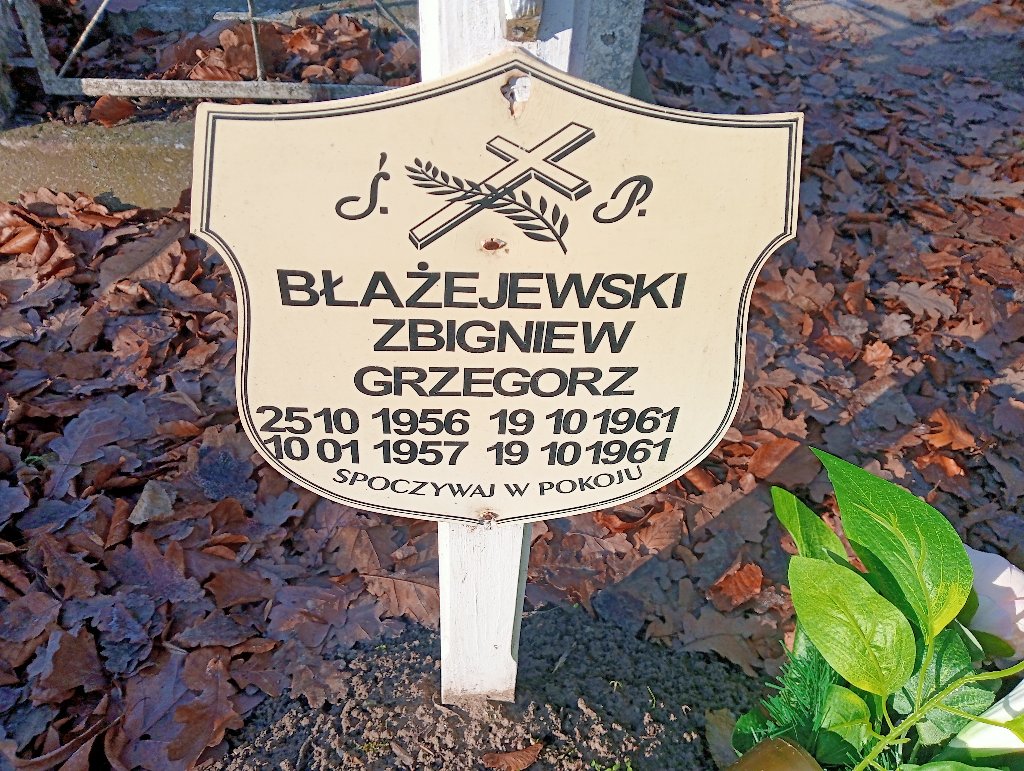 Ś. P.
BŁAŻEJEWSKI
ZBIGNIEW
GRZEGORZ
25 10 1956 19 10 1961
10 01 1957 19 10 1961
SPOCZYWAJ W POKOJU